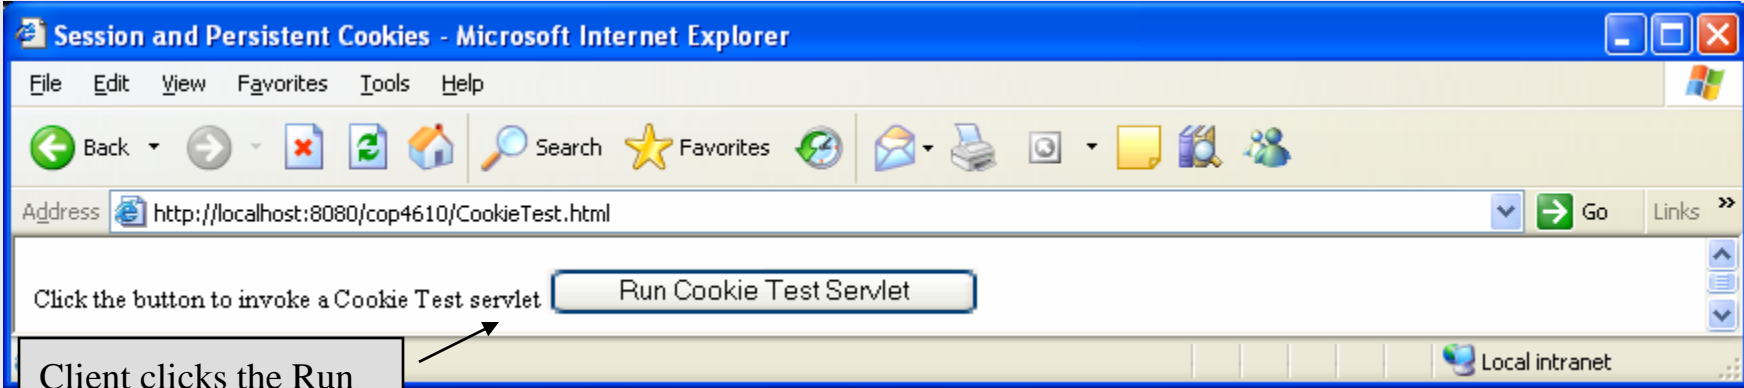 Session and Persistent Cookies - Microsoft Internet Explorer
File Edit View Favorites Tools Help
Back Search Favorites
Address http://localhost:8080/cop4610/CookieTest.html Go Links »
Click the button to invoke a Cookie Test servlet Run Cookie Test Servlet
Client clicks the Run
Local intranet